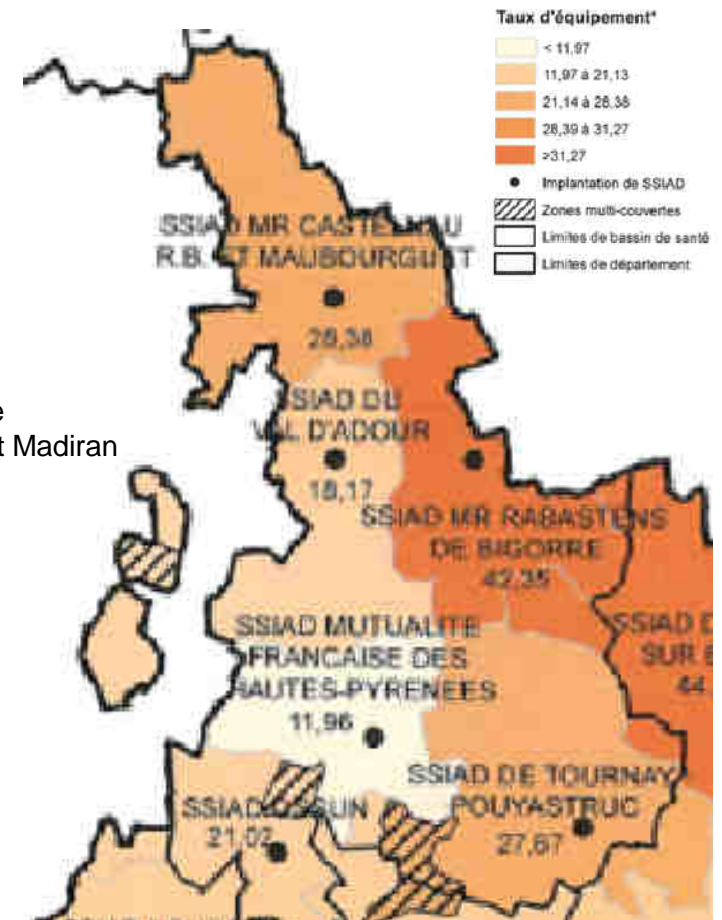 Taux d'équipement*
< 11,97
11,97 à 21,13
21,14 à 28,38
28,39 à 31,27
>31,27
Implantation de SSIAD
Zones multi-couvertes
Limites de bassin de santé
Limites de département
SSIAD MR CASTELNAU
R.B. ET MAUBOURGUET
28,38
e
t Madiran
SSIAD DU
VAL D'ADOUR
18,17
SSIAD MR RABASTENS
DE BIGORRE
42,35
SSIAD MUTUALITE
FRANCAISE DES
HAUTES-PYRENEES
11,96
SSIAD D
SUR
44
SSIAD DE TOURNAY
POUYASTRUC
27,67
SSIAD
21,02